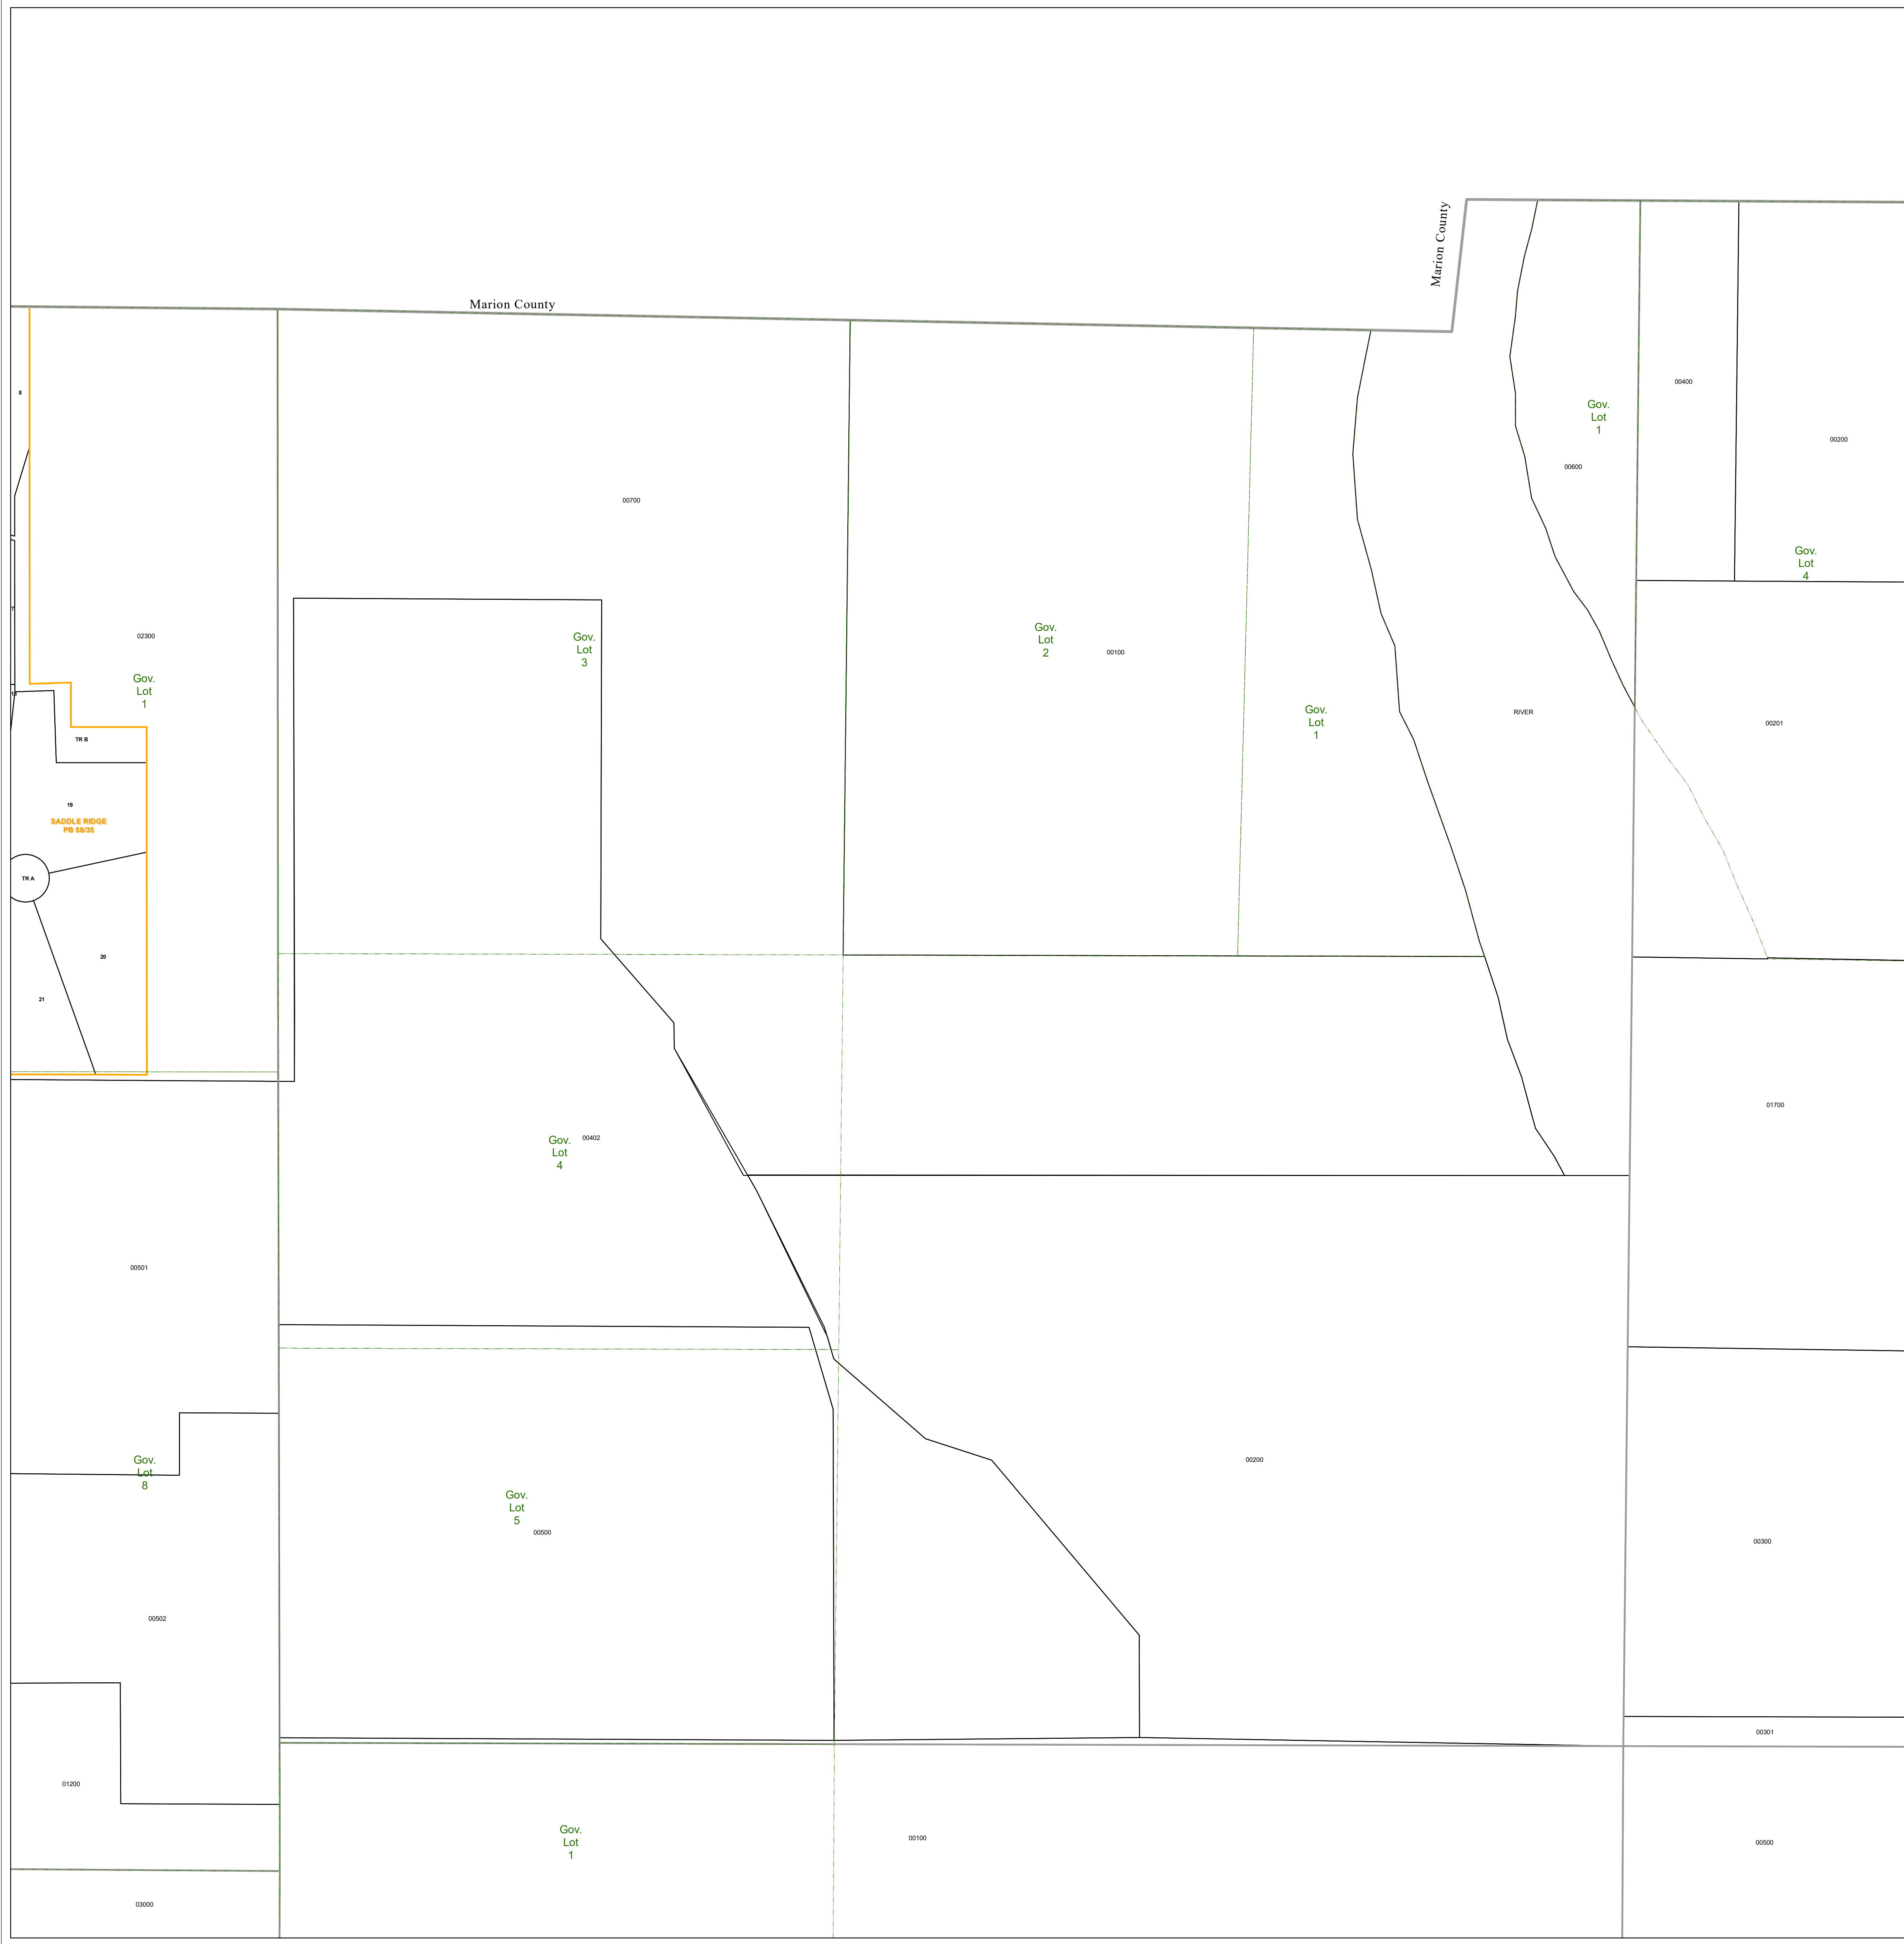 Marion County
Marion County
8
Gov.
Lot
1
00400
00200
00600
00700
Gov.
Lot
4
7
02300
Gov.
Lot
3
Gov.
Lot
2
00100
Gov.
Lot
1
Gov.
Lot
1
RIVER
00201
TR B
19
SADDLE RIDGE
PB 58/35
TR A
20
21
01700
Gov.
Lot
4
00402
00501
Gov.
Lot
8
00200
Gov.
Lot
5
00500
00300
00502
00301
01200
Gov.
Lot
1
00100
00500
03000